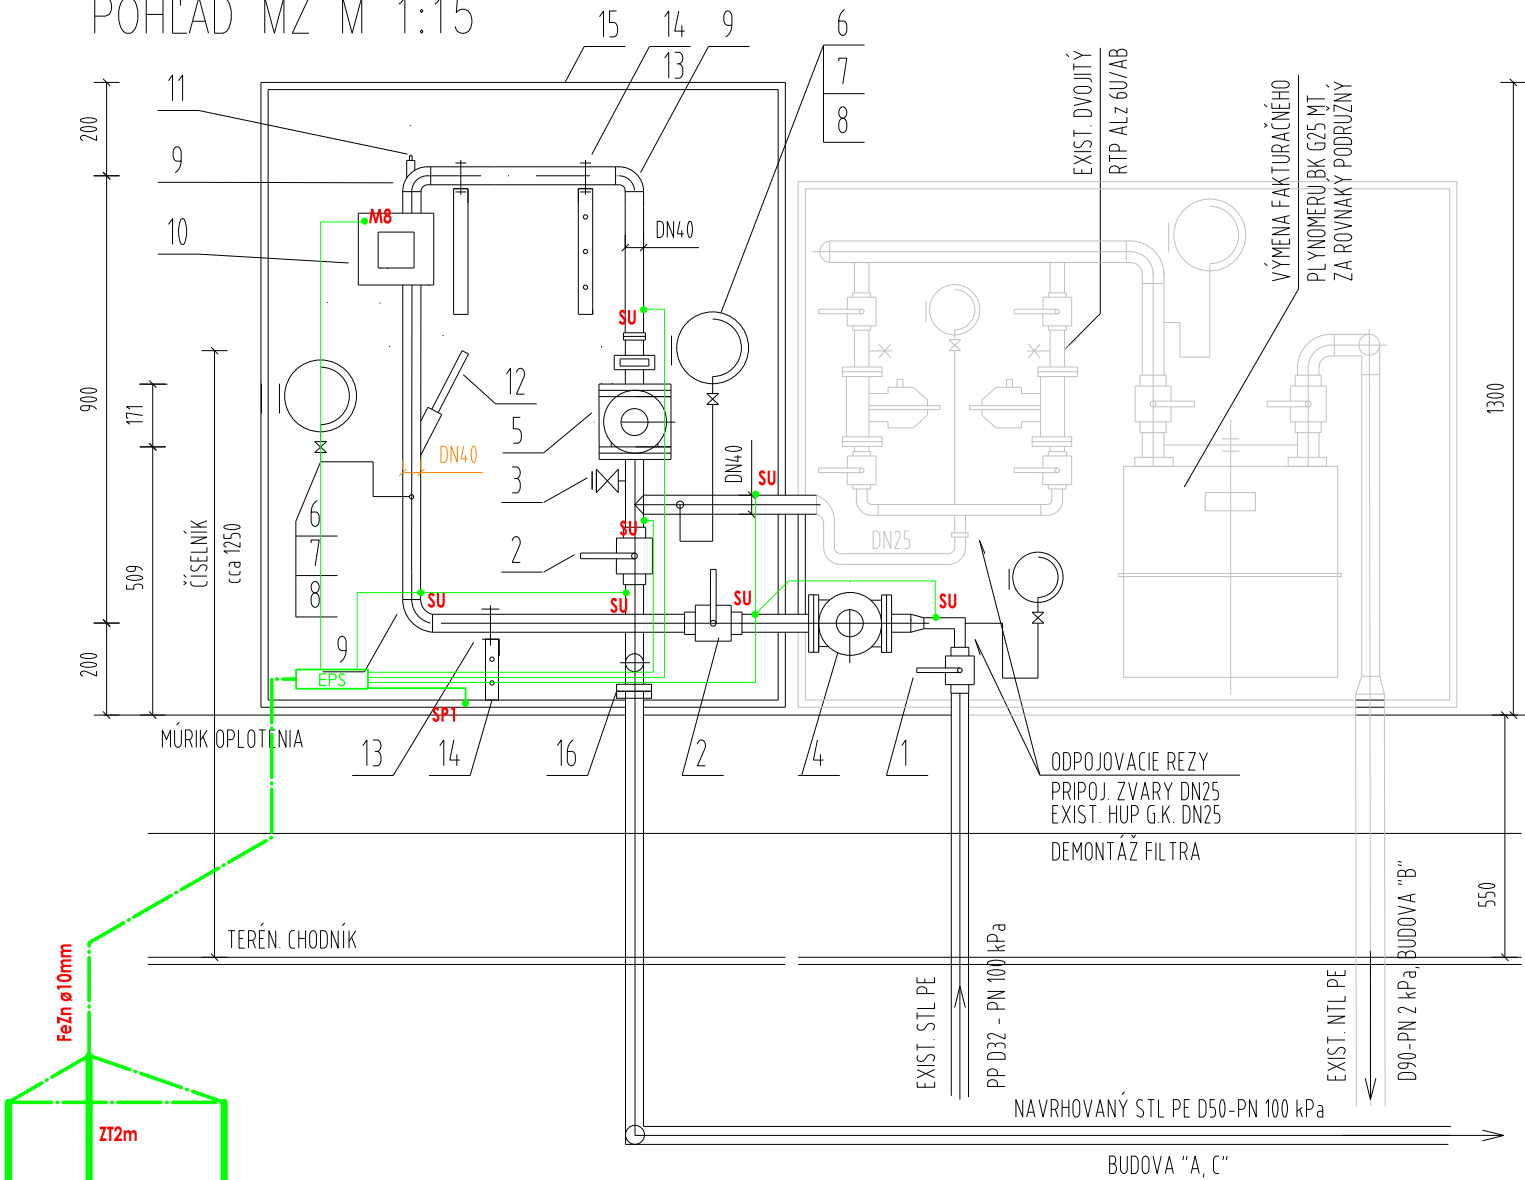 POHĽAD MZ M 1:15
15
14
13
9
6
7
8
11
9
10
200
900
200
171
509
ČÍSELNÍK
cca 1250
M8
DN40
SU
12
5
3
2
DN40
DN40
SU
SU
SU
SU
SU
SU
6
7
8
9
EPS
SP1
EXIST. DVOJITÝ
RTP ALz 6U/AB
VÝMENA FAKTURAČNÉHO
PLYNOMERU BK G25 MT
ZA ROVNAKÝ PODRUŽNÝ
DN25
1300
550
MÚRIK OPLOTENIA
13
14
16
2
4
1
ODPOJOVACIE REZY
PRIPOJ. ZVARY DN25
EXIST. HUP G.K. DN25
DEMONTÁŽ FILTRA
TERÉN. CHODNÍK
FeZn ø10mm
ZT2m
EXIST. STL PE
PP D32 - PN 100 kPa
EXIST. NTL PE
D90-PN 2 kPa, BUDOVA "B"
NAVRHOVANÝ STL PE D50-PN 100 kPa
BUDOVA "A, C"